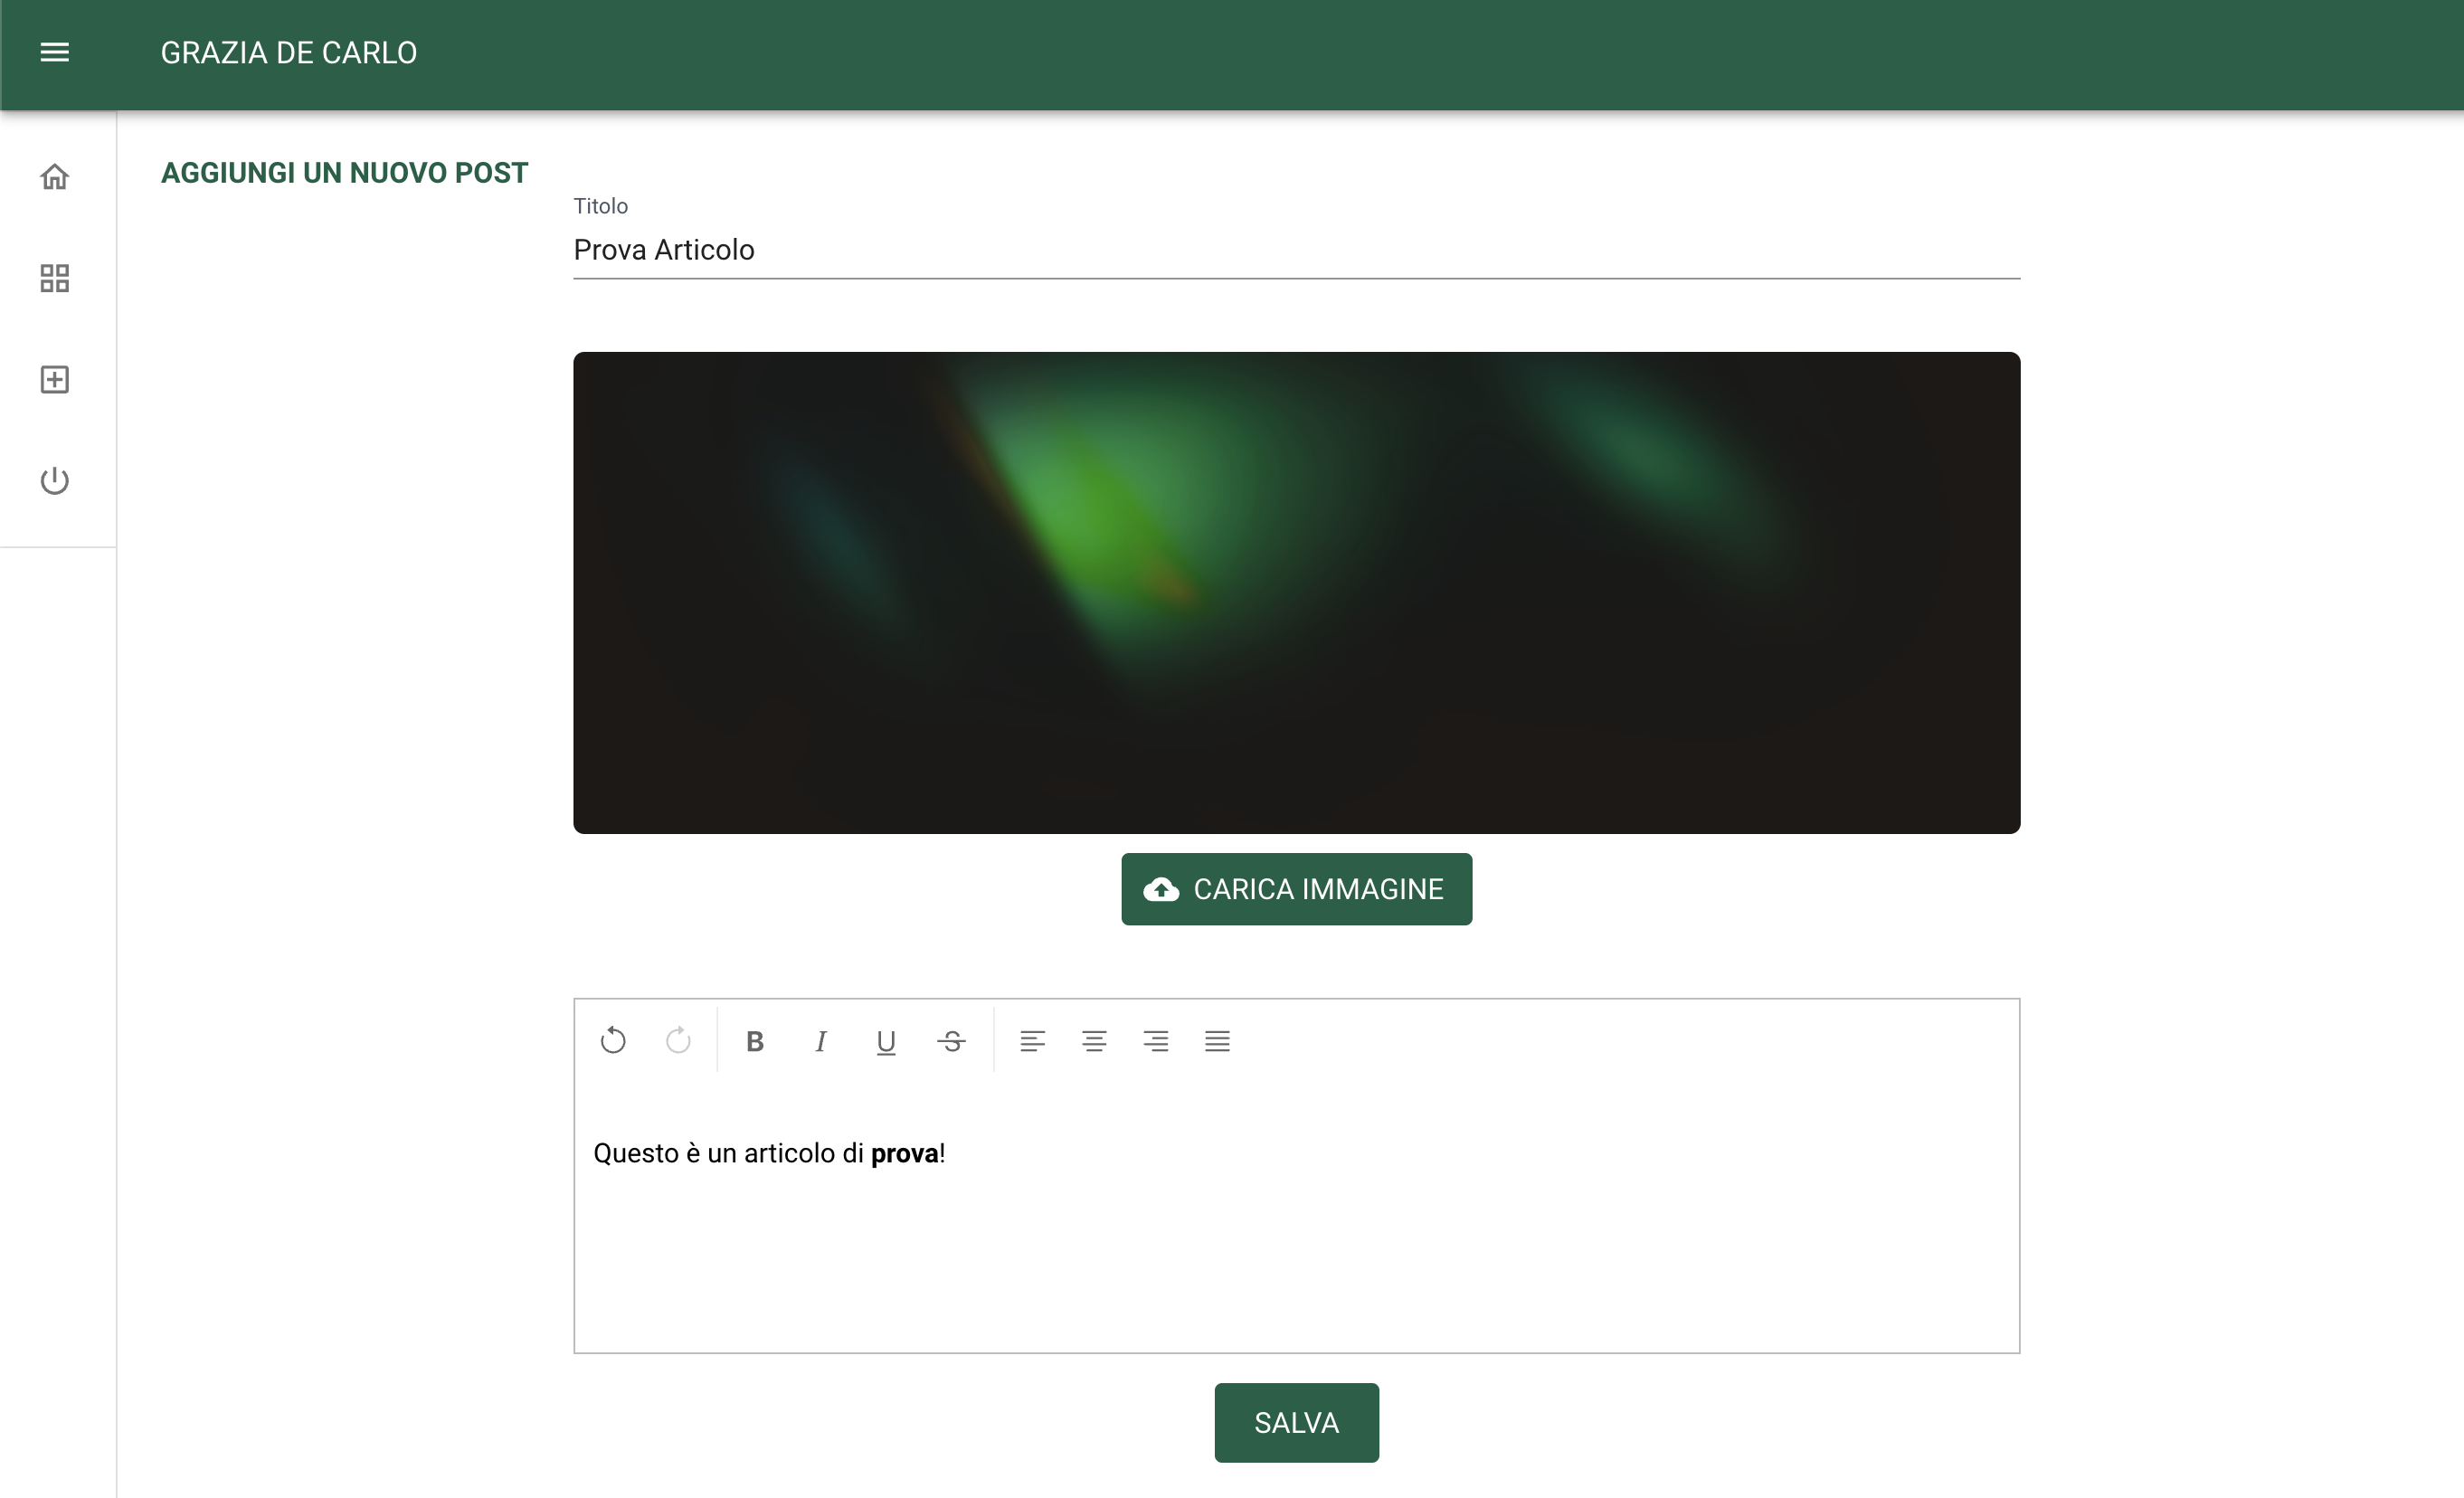 GRAZIA DE CARLO
AGGIUNGI UN NUOVO POST
Titolo
Prova Articolo
CARICA IMMAGINE
B I U S
Questo è un articolo di prova!
SALVA